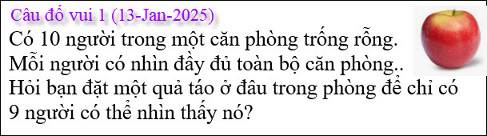 Câu đố vui 1 (13-Jan-2025)
Có 10 người trong một căn phòng trống rỗng.
Mỗi người có nhìn đầy đủ toàn bộ căn phòng..
Hỏi bạn đặt một quả táo ở đâu trong phòng để chỉ có
9 người có thể nhìn thấy nó?